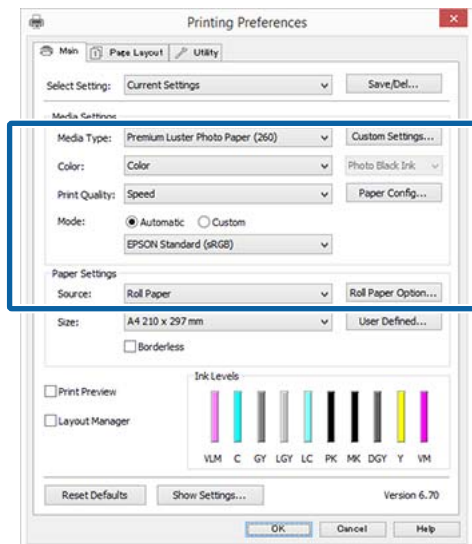 Printing Preferences
Main Page Layout Utility
Select Setting: Current Settings Save/Del...
Media Settings
Media Type: Premium Luster Photo Paper (260) Custom Settings...
Color: Color Photo Black Ink
Print Quality: Speed Paper Config...
Mode: Automatic Custom
EPSON Standard (sRGB)
Paper Settings
Source: Roll Paper Roll Paper Option...
Size: A4 210 x 297 mm User Defined...
Borderless
Print Preview
Layout Manager
Ink Levels
VLM C GY LGY LC PK MK DGY Y VM
Reset Defaults Show Settings... Version 6.70
OK Cancel Help